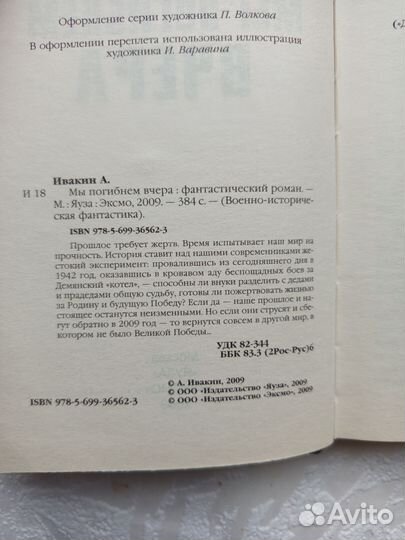 Оформление серии художника П. Волкова
В оформлении переплета использована иллюстрация
художника И. Варавина
Ивакин А.
И 18
Мы погибнем вчера : фантастический роман. —
М. : Яуза : Эксмо, 2009. — 384 с. — (Военно-историче-
ская фантастика).
ISBN 978-5-699-36562-3
Прошлое требует жертв. Время испытывает наш мир на
прочность. История ставит над нашими современниками же-
стокий эксперимент: провалившись из сегодняшнего дня в
1942 год, оказавшись в кровавом аду беспощадных боев за
Демянский «котел», — способны ли внуки разделить с дедами
и прадедами общую судьбу, готовы ли пожертвовать жизнью
за Родину и будущую Победу? Если да — наше прошлое и на-
стоящее останутся неизменными. Но если они струсят и сбе-
гут обратно в 2009 год — то вернутся совсем в другой мир, в
котором не было Великой Победы...
УДК 82-344
ББК 83.3 (2Рос-Рус)6
© А. Ивакин, 2009
© ООО «Издательство «Яуза», 2009
ISBN 978-5-699-36562-3
© ООО «Издательство «Эксмо», 2009
Avito